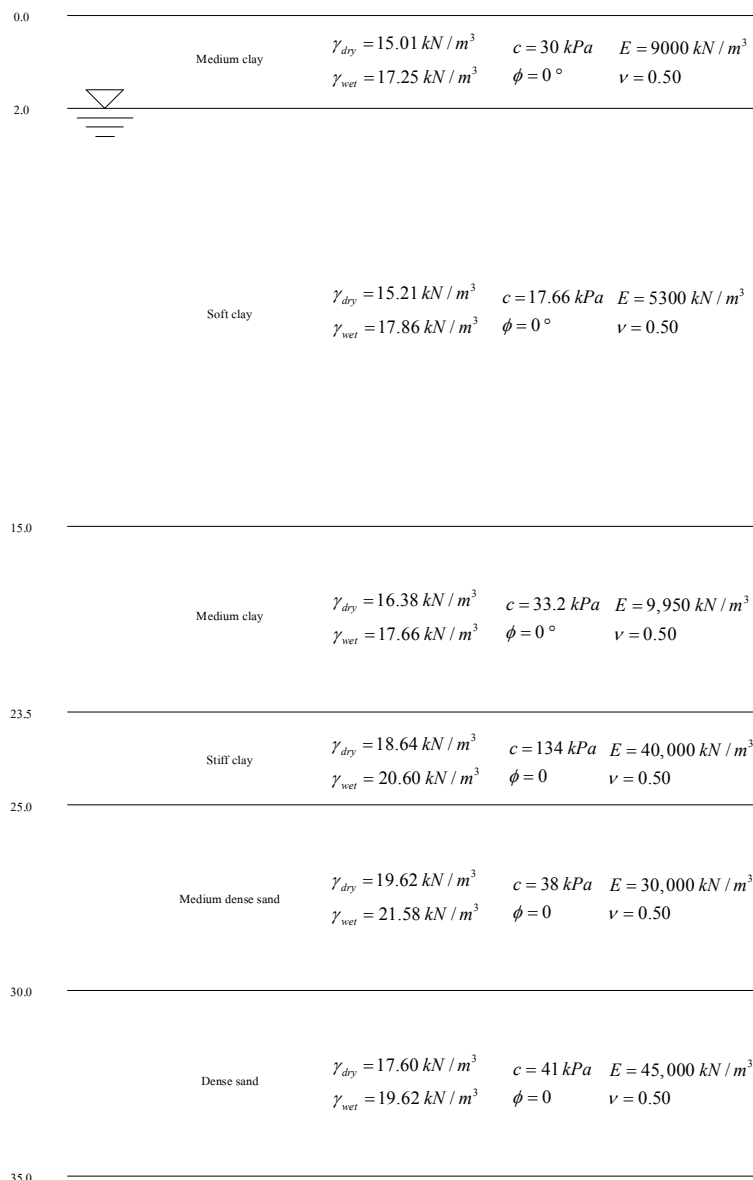 0.0
Medium clay
γdry = 15.01 kN / m³ c = 30 kPa E = 9000 kN / m³
γwet = 17.25 kN / m³ ϕ = 0 ° ν = 0.50
2.0
Soft clay
γdry = 15.21 kN / m³ c = 17.66 kPa E = 5300 kN / m³
γwet = 17.86 kN / m³ ϕ = 0 ° ν = 0.50
15.0
Medium clay
γdry = 16.38 kN / m³ c = 33.2 kPa E = 9,950 kN / m³
γwet = 17.66 kN / m³ ϕ = 0 ° ν = 0.50
23.5
Stiff clay
γdry = 18.64 kN / m³ c = 134 kPa E = 40,000 kN / m³
γwet = 20.60 kN / m³ ϕ = 0 ν = 0.50
25.0
Medium dense sand
γdry = 19.62 kN / m³ c = 38 kPa E = 30,000 kN / m³
γwet = 21.58 kN / m³ ϕ = 0 ν = 0.50
30.0
Dense sand
γdry = 17.60 kN / m³ c = 41 kPa E = 45,000 kN / m³
γwet = 19.62 kN / m³ ϕ = 0 ν = 0.50
35.0